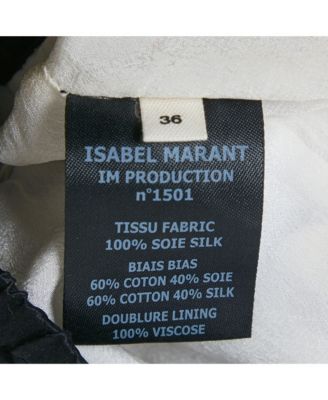 36
ISABEL MARANT
IM PRODUCTION
n°1501
TISSU FABRIC
100% SOIE SILK
BIAIS BIAS
60% COTON 40% SOIE
60% COTTON 40% SILK
DOUBLURE LINING
100% VISCOSE